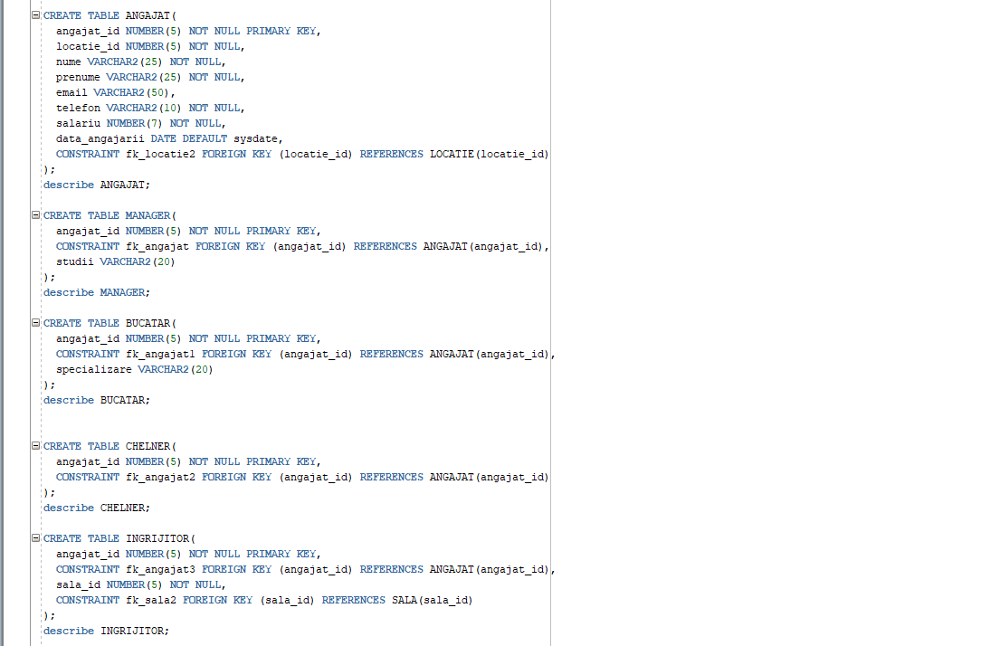 CREATE TABLE ANGAJAT(
  angajat_id NUMBER(5) NOT NULL PRIMARY KEY,
  locatie_id NUMBER(5) NOT NULL,
  nume VARCHAR2(25) NOT NULL,
  prenume VARCHAR2(25) NOT NULL,
  email VARCHAR2(50),
  telefon VARCHAR2(10) NOT NULL,
  salariu NUMBER(7) NOT NULL,
  data_angajarii DATE DEFAULT sysdate,
  CONSTRAINT fk_locatie2 FOREIGN KEY (locatie_id) REFERENCES LOCATIE(locatie_id)
);
describe ANGAJAT;

CREATE TABLE MANAGER(
  angajat_id NUMBER(5) NOT NULL PRIMARY KEY,
  CONSTRAINT fk_angajat FOREIGN KEY (angajat_id) REFERENCES ANGAJAT(angajat_id),
  studii VARCHAR2(20)
);
describe MANAGER;

CREATE TABLE BUCATAR(
  angajat_id NUMBER(5) NOT NULL PRIMARY KEY,
  CONSTRAINT fk_angajat1 FOREIGN KEY (angajat_id) REFERENCES ANGAJAT(angajat_id),
  specializare VARCHAR2(20)
);
describe BUCATAR;

CREATE TABLE CHELNER(
  angajat_id NUMBER(5) NOT NULL PRIMARY KEY,
  CONSTRAINT fk_angajat2 FOREIGN KEY (angajat_id) REFERENCES ANGAJAT(angajat_id)
);
describe CHELNER;

CREATE TABLE INGRIJITOR(
  angajat_id NUMBER(5) NOT NULL PRIMARY KEY,
  CONSTRAINT fk_angajat3 FOREIGN KEY (angajat_id) REFERENCES ANGAJAT(angajat_id),
  sala_id NUMBER(5) NOT NULL,
  CONSTRAINT fk_sala2 FOREIGN KEY (sala_id) REFERENCES SALA(sala_id)
);
describe INGRIJITOR;